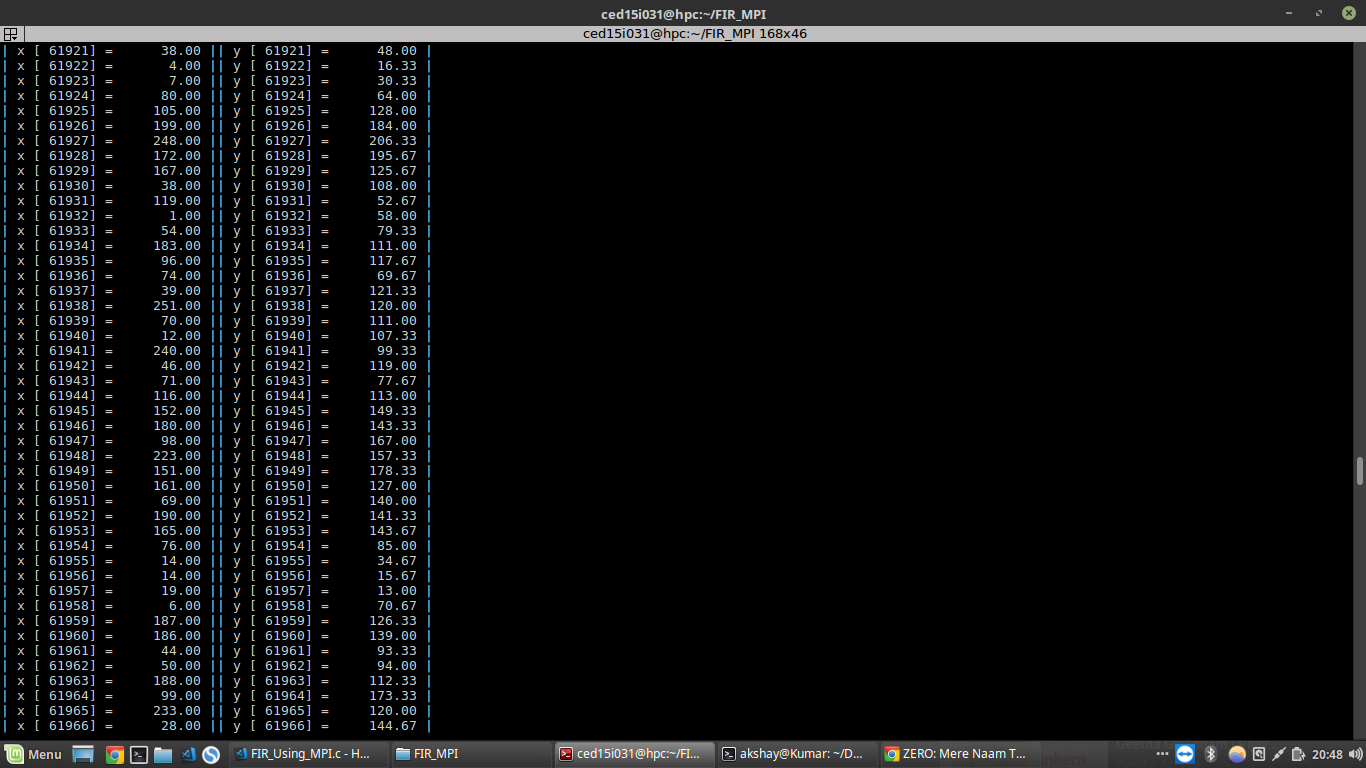 ced15i031@hpc:~/FIR_MPI
ced15i031@hpc:~/FIR_MPI 168x46
| x [ 61921] = 38.00 || y [ 61921] = 48.00 |
| x [ 61922] = 4.00 || y [ 61922] = 16.33 |
| x [ 61923] = 7.00 || y [ 61923] = 30.33 |
| x [ 61924] = 80.00 || y [ 61924] = 64.00 |
| x [ 61925] = 105.00 || y [ 61925] = 128.00 |
| x [ 61926] = 199.00 || y [ 61926] = 184.00 |
| x [ 61927] = 248.00 || y [ 61927] = 206.33 |
| x [ 61928] = 172.00 || y [ 61928] = 195.67 |
| x [ 61929] = 167.00 || y [ 61929] = 125.67 |
| x [ 61930] = 38.00 || y [ 61930] = 108.00 |
| x [ 61931] = 119.00 || y [ 61931] = 52.67 |
| x [ 61932] = 1.00 || y [ 61932] = 58.00 |
| x [ 61933] = 54.00 || y [ 61933] = 79.33 |
| x [ 61934] = 183.00 || y [ 61934] = 111.00 |
| x [ 61935] = 96.00 || y [ 61935] = 117.67 |
| x [ 61936] = 74.00 || y [ 61936] = 69.67 |
| x [ 61937] = 39.00 || y [ 61937] = 121.33 |
| x [ 61938] = 251.00 || y [ 61938] = 120.00 |
| x [ 61939] = 70.00 || y [ 61939] = 111.00 |
| x [ 61940] = 12.00 || y [ 61940] = 107.33 |
| x [ 61941] = 240.00 || y [ 61941] = 99.33 |
| x [ 61942] = 46.00 || y [ 61942] = 119.00 |
| x [ 61943] = 71.00 || y [ 61943] = 77.67 |
| x [ 61944] = 116.00 || y [ 61944] = 113.00 |
| x [ 61945] = 152.00 || y [ 61945] = 149.33 |
| x [ 61946] = 180.00 || y [ 61946] = 143.33 |
| x [ 61947] = 98.00 || y [ 61947] = 167.00 |
| x [ 61948] = 223.00 || y [ 61948] = 157.33 |
| x [ 61949] = 151.00 || y [ 61949] = 178.33 |
| x [ 61950] = 161.00 || y [ 61950] = 127.00 |
| x [ 61951] = 69.00 || y [ 61951] = 140.00 |
| x [ 61952] = 190.00 || y [ 61952] = 141.33 |
| x [ 61953] = 165.00 || y [ 61953] = 143.67 |
| x [ 61954] = 76.00 || y [ 61954] = 85.00 |
| x [ 61955] = 14.00 || y [ 61955] = 34.67 |
| x [ 61956] = 14.00 || y [ 61956] = 15.67 |
| x [ 61957] = 19.00 || y [ 61957] = 13.00 |
| x [ 61958] = 6.00 || y [ 61958] = 70.67 |
| x [ 61959] = 187.00 || y [ 61959] = 126.33 |
| x [ 61960] = 186.00 || y [ 61960] = 139.00 |
| x [ 61961] = 44.00 || y [ 61961] = 93.33 |
| x [ 61962] = 50.00 || y [ 61962] = 94.00 |
| x [ 61963] = 188.00 || y [ 61963] = 112.33 |
| x [ 61964] = 99.00 || y [ 61964] = 173.33 |
| x [ 61965] = 233.00 || y [ 61965] = 120.00 |
| x [ 61966] = 28.00 || y [ 61966] = 144.67 |
Menu FIR_Using_MPI.c - H... FIR_MPI ced15i031@hpc:~/FI... akshay@Kumar: ~/D... ZERO: Mere Naam T... 20:48